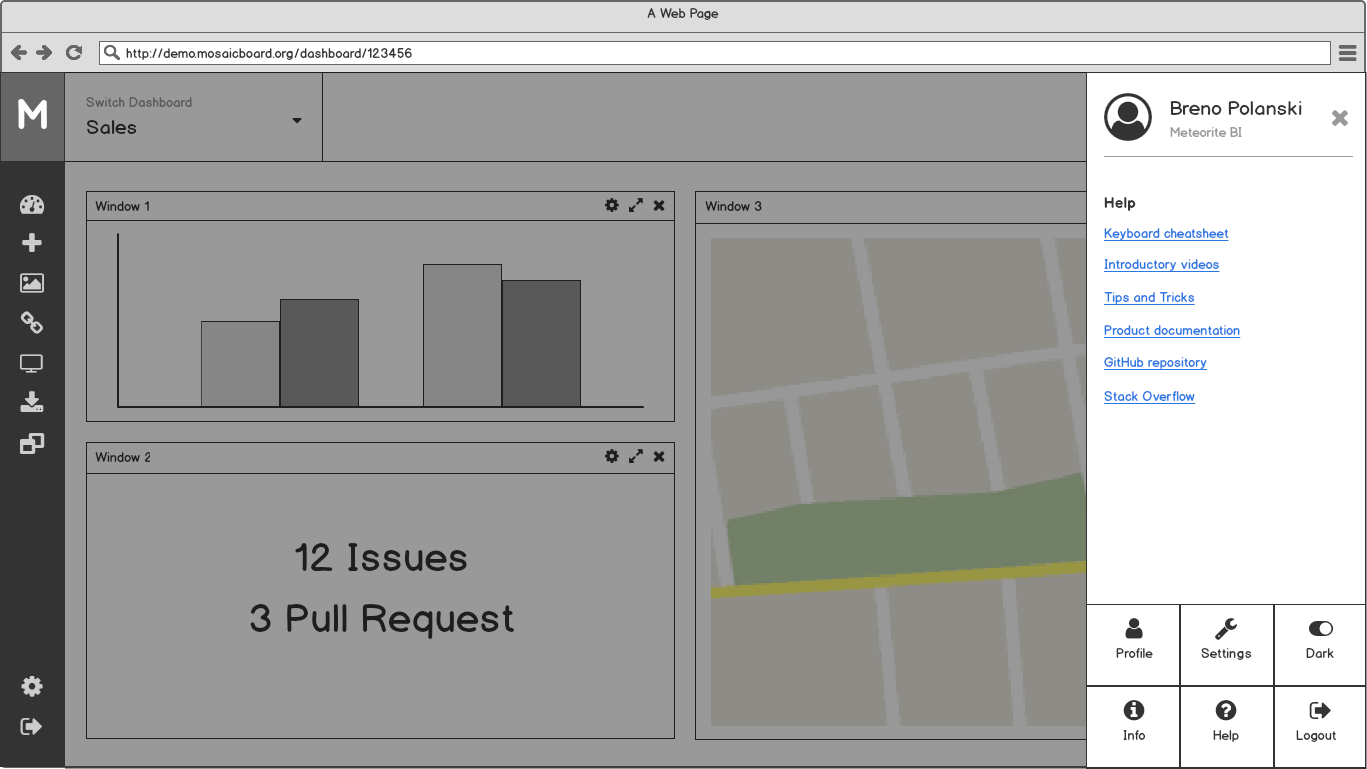 A Web Page
http://demo.mosaicboard.org/dashboard/123456
M
Switch Dashboard
Sales
Window 1
Window 2
12 Issues
3 Pull Request
Window 3
Breno Polanski
Meteorite BI
Help
Keyboard cheatsheet
Introductory videos
Tips and Tricks
Product documentation
GitHub repository
Stack Overflow
Profile
Settings
Dark
Info
Help
Logout